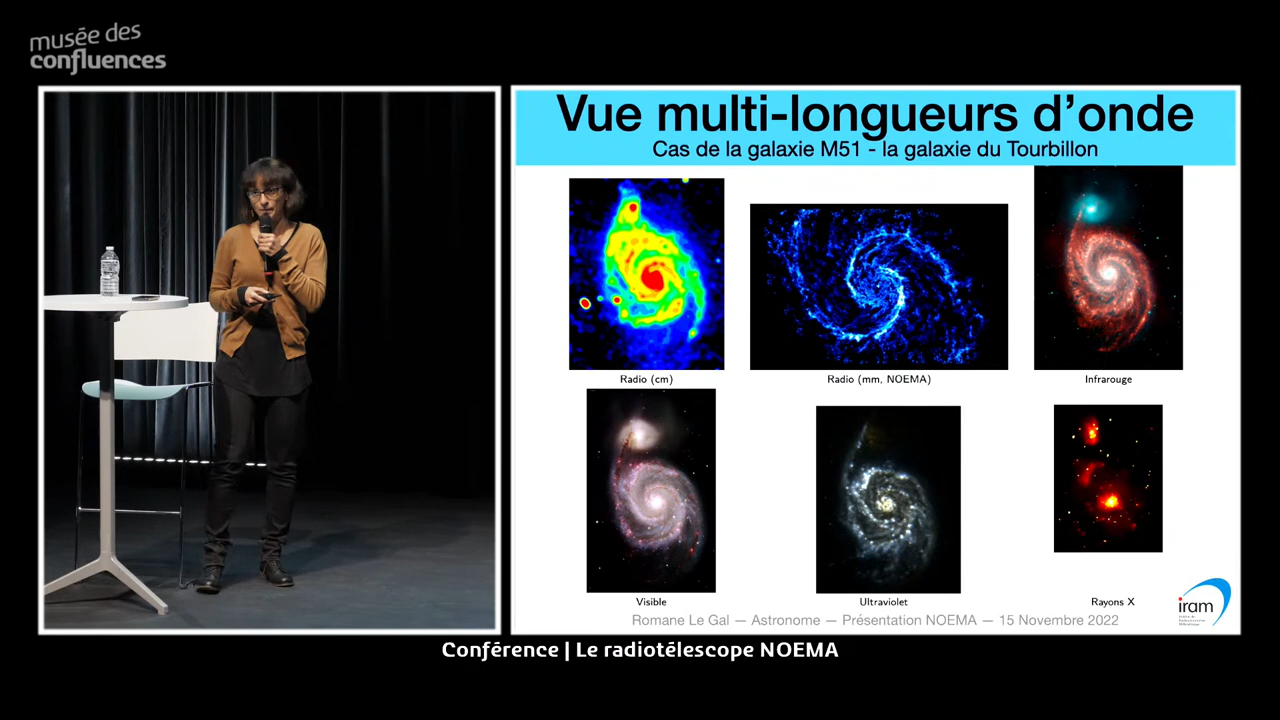 musée des
confluences
Vue multi-longueurs d’onde
Cas de la galaxie M51 - la galaxie du Tourbillon
Radio (cm)
Radio (mm, NOEMA)
Infrarouge
Visible
Ultraviolet
Rayons X
iram
Romane Le Gal — Astronome — Présentation NOEMA — 15 Novembre 2022
Conférence | Le radiotélescope NOEMA